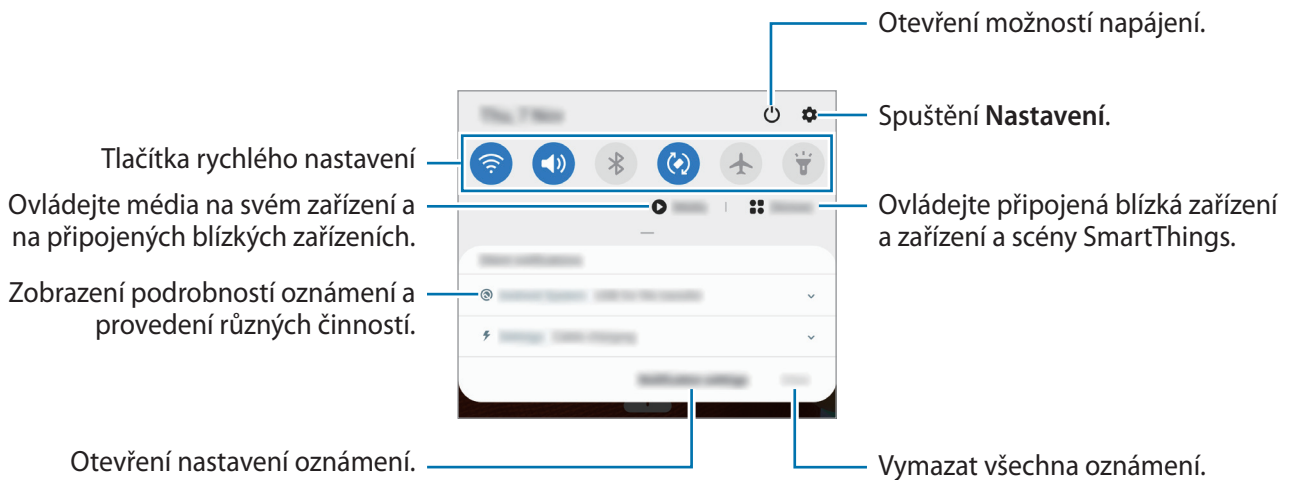 Otevření možností napájení.
Spuštění Nastavení.
Tlačítka rychlého nastavení
Ovládejte média na svém zařízení a
na připojených blízkých zařízeních.
Ovládejte připojená blízká zařízení
a zařízení a scény SmartThings.
Zobrazení podrobností oznámení a
provedení různých činností.
Otevření nastavení oznámení.
Vymazat všechna oznámení.